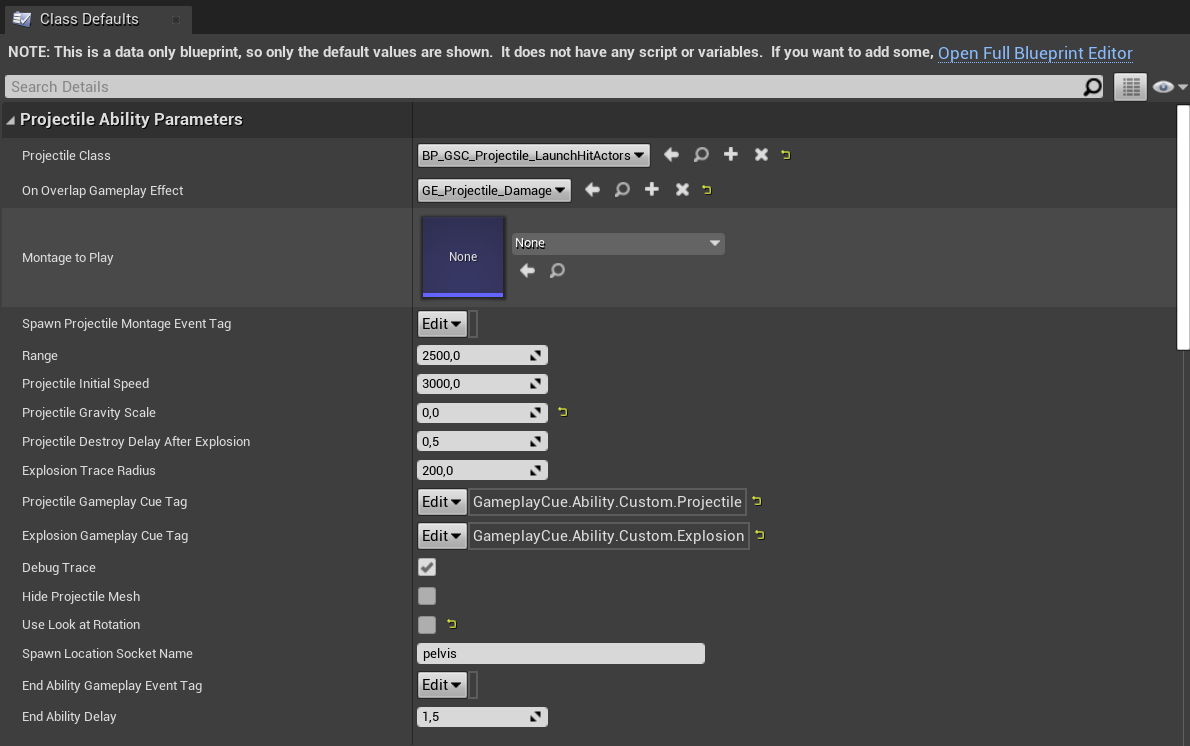 Class Defaults
NOTE: This is a data only blueprint, so only the default values are shown. It does not have any script or variables. If you want to add some, Open Full Blueprint Editor
Search Details
Projectile Ability Parameters
Projectile Class BP_GSC_Projectile_LaunchHitActors
On Overlap Gameplay Effect GE_Projectile_Damage
Montage to Play None None
Spawn Projectile Montage Event Tag Edit
Range 2500,0
Projectile Initial Speed 3000,0
Projectile Gravity Scale 0,0
Projectile Destroy Delay After Explosion 0,5
Explosion Trace Radius 200,0
Projectile Gameplay Cue Tag Edit GameplayCue.Ability.Custom.Projectile
Explosion Gameplay Cue Tag Edit GameplayCue.Ability.Custom.Explosion
Debug Trace
Hide Projectile Mesh
Use Look at Rotation
Spawn Location Socket Name pelvis
End Ability Gameplay Event Tag Edit
End Ability Delay 1,5